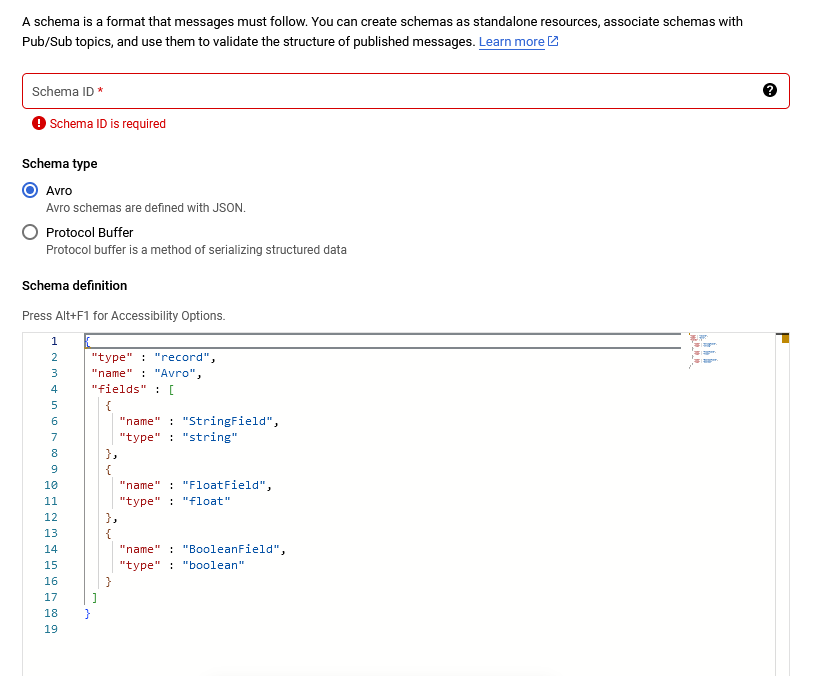 A schema is a format that messages must follow. You can create schemas as standalone resources, associate schemas with
Pub/Sub topics, and use them to validate the structure of published messages. Learn more
Schema ID *
Schema ID is required
Schema type
Avro
Avro schemas are defined with JSON.
Protocol Buffer
Protocol buffer is a method of serializing structured data
Schema definition
Press Alt+F1 for Accessibility Options.
1 {
2 "type" : "record",
3 "name" : "Avro",
4 "fields" : [
5 {
6 "name" : "StringField",
7 "type" : "string"
8 },
9 {
10 "name" : "FloatField",
11 "type" : "float"
12 },
13 {
14 "name" : "BooleanField",
15 "type" : "boolean"
16 }
17 ]
18 }
19